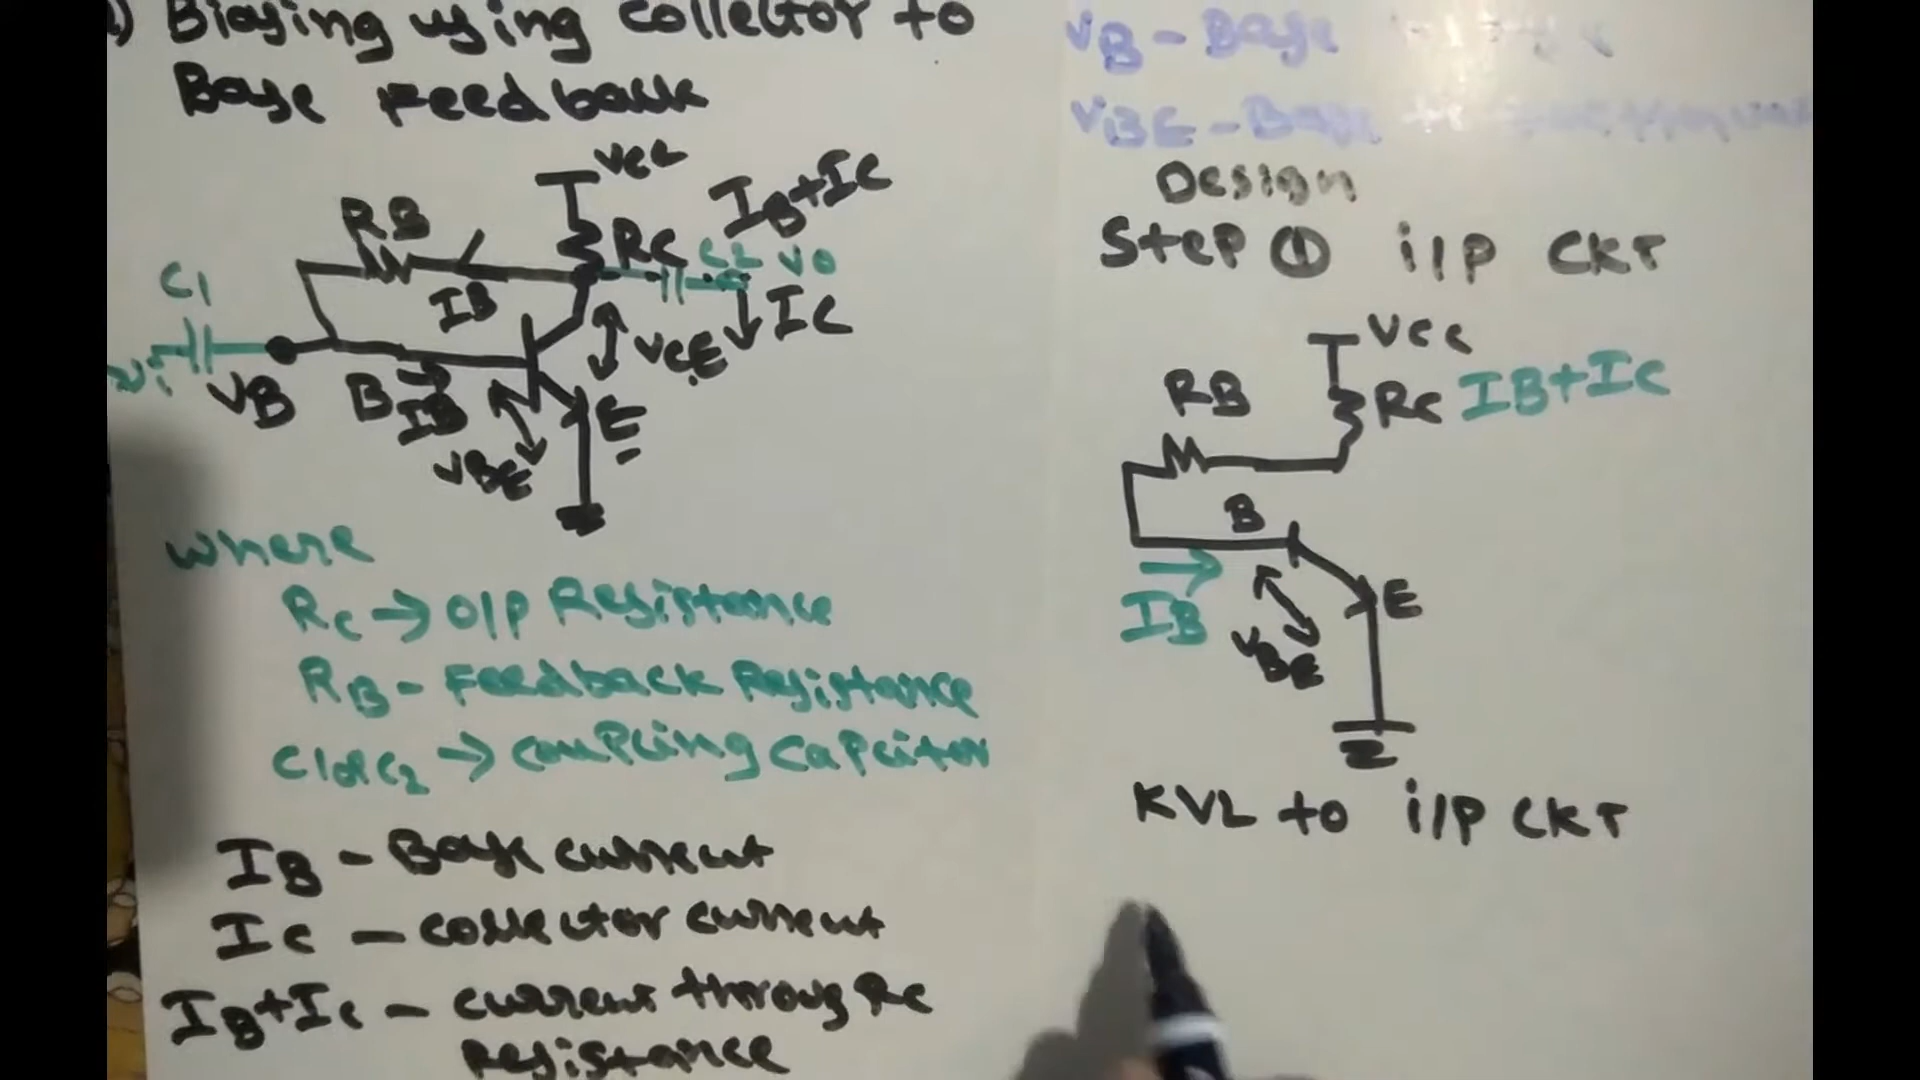 Biasing using collector to
Base Feedback
VCC
IB+IC
RB
RC
C2 VO
C1
IB
IC
VCE
Vi
VB
B
IB
E
VBE
where
RC → O/P Resistance
RB - Feedback Resistance
C1&C2 → coupling capcitor
IB - Base current
IC - collector current
IB+IC - current throug RC
Resistance
VB - Base
VBE - Base
Design
Step ① i/p CKT
VCC
RB
RC IB+IC
B
IB
E
VBE
KVL to i/p CKT